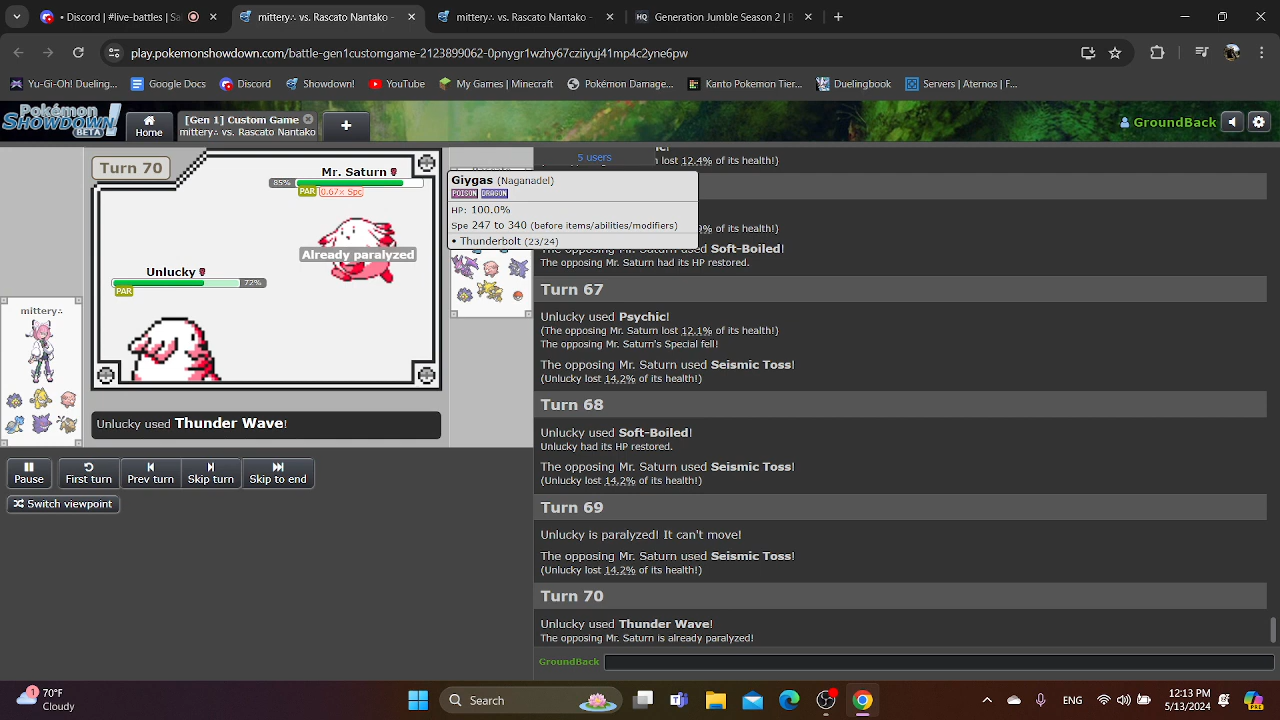 Discord | #live-battles | Sa
mittery∴ vs. Rascato Nantako -
mittery∴ vs. Rascato Nantako -
HQ Generation Jumble Season 2 | B
play.pokemonshowdown.com/battle-gen1customgame-2123899062-0pnygr1wzhy67cziiyuj41mp4c2yne6pw
Yu-Gi-Oh! Dueling...
Google Docs
Discord
Showdown!
YouTube
My Games | Minecraft
Pokémon Damage...
Kanto Pokémon Tier...
Duelingbook
Servers | Aternos | F...
Pokémon
Showdown!
BETA
Home
[Gen 1] Custom Game
mittery∴ vs. Rascato Nantako
GroundBack
5 users
Turn 70
Mr. Saturn
85%
PAR 0.67× Spc
Already paralyzed
Unlucky
72%
PAR
mittery∴
Unlucky used Thunder Wave!
Giygas (Naganadel)
POISON DRAGON
HP: 100.0%
Spe 247 to 340 (before items/abilities/modifiers)
• Thunderbolt (23/24)
Pause
First turn
Prev turn
Skip turn
Skip to end
Switch viewpoint
lost 12.4% of its health!)
% of its health!)
The opposing Mr. Saturn used Soft-Boiled!
The opposing Mr. Saturn had its HP restored.
Turn 67
Unlucky used Psychic!
(The opposing Mr. Saturn lost 12.1% of its health!)
The opposing Mr. Saturn's Special fell!
The opposing Mr. Saturn used Seismic Toss!
(Unlucky lost 14.2% of its health!)
Turn 68
Unlucky used Soft-Boiled!
Unlucky had its HP restored.
The opposing Mr. Saturn used Seismic Toss!
(Unlucky lost 14.2% of its health!)
Turn 69
Unlucky is paralyzed! It can't move!
The opposing Mr. Saturn used Seismic Toss!
(Unlucky lost 14.2% of its health!)
Turn 70
Unlucky used Thunder Wave!
The opposing Mr. Saturn is already paralyzed!
GroundBack
1
70°F
Cloudy
Search
ENG
12:13 PM
5/13/2024
PRE